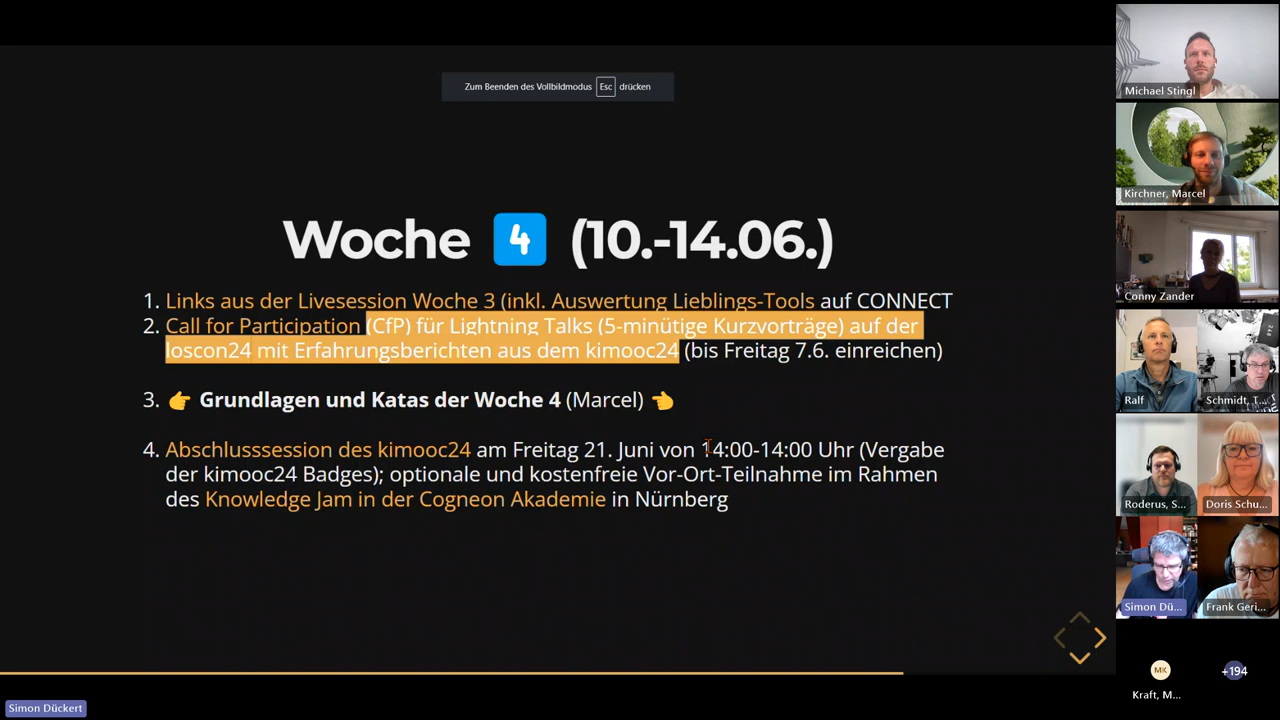 Zum Beenden des Vollbildmodus Esc drücken
Woche 4 (10.-14.06.)
1. Links aus der Livesession Woche 3 (inkl. Auswertung Lieblings-Tools auf CONNECT
2. Call for Participation (CfP) für Lightning Talks (5-minütige Kurzvorträge) auf der
loscon24 mit Erfahrungsberichten aus dem kimooc24 (bis Freitag 7.6. einreichen)
3. 👉 Grundlagen und Katas der Woche 4 (Marcel) 👈
4. Abschlusssession des kimooc24 am Freitag 21. Juni von 14:00-14:00 Uhr (Vergabe
der kimooc24 Badges); optionale und kostenfreie Vor-Ort-Teilnahme im Rahmen
des Knowledge Jam in der Cogneon Akademie in Nürnberg
Simon Dückert
Michael Stingl
Kirchner, Marcel
Conny Zander
Ralf
Schmidt, T...
Roderus, S...
Doris Schu...
Simon Dü...
Frank Geri...
MK
Kraft, M...
+194